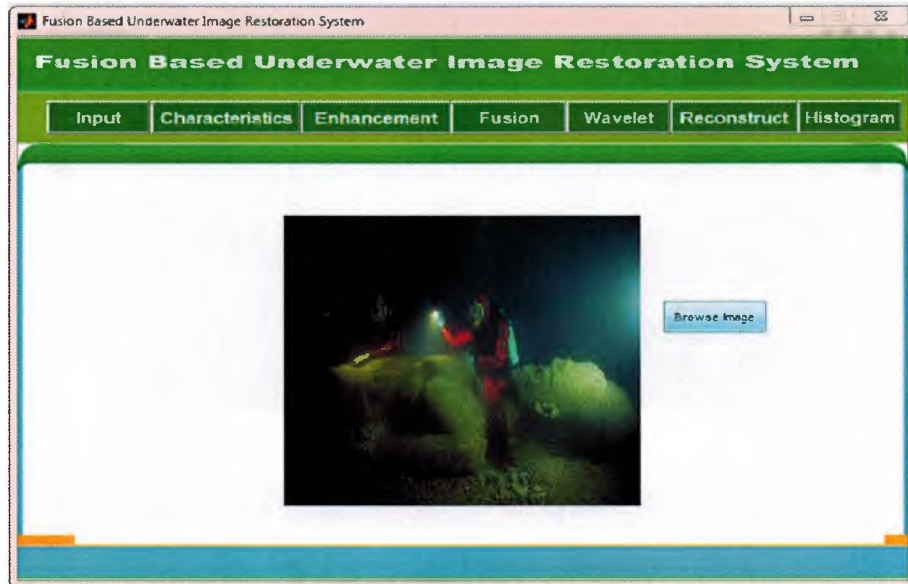 Fusion Based Underwater Image Restoration System
Fusion Based Underwater Image Restoration System
Input Characteristics Enhancement Fusion Wavelet Reconstruct Histogram
Browse Image